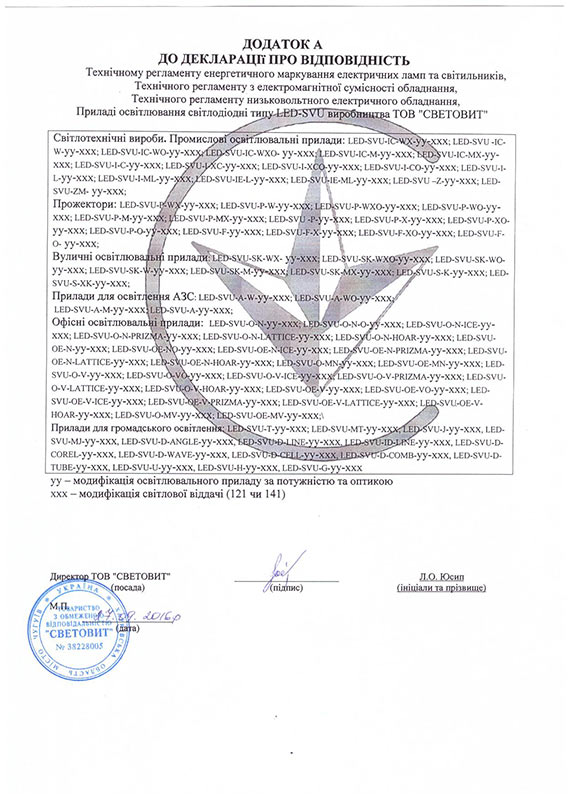 ДОДАТОК А
ДО ДЕКЛАРАЦІЇ ПРО ВІДПОВІДНІСТЬ
Технічному регламенту енергетичного маркування електричних ламп та світильників,
Технічного регламенту з електромагнітної сумісності обладнання,
Технічного регламенту низьковольтного електричного обладнання,
Приладі освітлювання світлодіодні типу LED-SVU виробництва ТОВ "СВЕТОВИТ"
Світлотехнічні вироби. Промислові освітлювальні прилади: LED-SVU-IC-WX-yy-xxx; LED-SVU -IC-
W-yy-xxx; LED-SVU-IC-WO-yy-xxx; LED-SVU-IC-WXO- yy-xxx; LED-SVU-IC-M-yy-xxx; LED-SVU-IC-MX-yy-
xxx; LED-SVU-I-C-yy-xxx; LED-SVU-I-XC-yy-xxx; LED-SVU-I-XCO-yy-xxx; LED-SVU-I-CO-yy-xxx; LED-SVU-I-
L-yy-xxx; LED-SVU-I-ML-yy-xxx; LED-SVU-IE-L-yy-xxx; LED-SVU-IE-ML-yy-xxx; LED-SVU –Z-yy-xxx; LED-
SVU-ZM- yy-xxx;
Прожектори: LED-SVU-P-WX-yy-xxx; LED-SVU-P-W-yy-xxx; LED-SVU-P-WXO-yy-xxx; LED-SVU-P-WO-yy-
xxx; LED-SVU-P-M-yy-xxx; LED-SVU-P-MX-yy-xxx; LED-SVU -P-yy-xxx; LED-SVU-P-X-yy-xxx; LED-SVU-P-XO-
yy-xxx; LED-SVU-P-O-yy-xxx; LED-SVU-F-yy-xxx; LED-SVU-F-X-yy-xxx; LED-SVU-F-XO-yy-xxx; LED-SVU-F-
O- yy-xxx;
Вуличні освітлювальні прилади: LED-SVU-SK-WX- yy-xxx; LED-SVU-SK-WXO-yy-xxx; LED-SVU-SK-WO-
yy-xxx; LED-SVU-SK-W-yy-xxx; LED-SVU-SK-M-yy-xxx; LED-SVU-SK-MX-yy-xxx; LED-SVU-S-K-yy-xxx; LED-
SVU-S-XK-yy-xxx;
Прилади для освітлення АЗС: LED-SVU-A-W-yy-xxx; LED-SVU-A-WO-yy-xxx;
LED-SVU-A-M-yy-xxx; LED-SVU-A-yy-xxx;
Офісні освітлювальні прилади: LED-SVU-O-N-yy-xxx; LED-SVU-O-N-O-yy-xxx; LED-SVU-O-N-ICE-yy-
xxx; LED-SVU-O-N-PRIZMA-yy-xxx; LED-SVU-O-N-LATTICE-yy-xxx; LED-SVU-O-N-HOAR-yy-xxx; LED-SVU-
OE-N-yy-xxx; LED-SVU-OE-NO-yy-xxx; LED-SVU-OE-N-ICE-yy-xxx; LED-SVU-OE-N-PRIZMA-yy-xxx; LED-SVU-
OE-N-LATTICE-yy-xxx; LED-SVU-OE-N-HOAR-yy-xxx; LED-SVU-O-MN-yy-xxx; LED-SVU-OE-MN-yy-xxx; LED-
SVU-O-V-yy-xxx; LED-SVU-O-VO-yy-xxx; LED-SVU-O-V-ICE-yy-xxx; LED-SVU-O-V-PRIZMA-yy-xxx; LED-SVU-
O-V-LATTICE-yy-xxx; LED-SVU-O-V-HOAR-yy-xxx; LED-SVU-OE-V-yy-xxx; LED-SVU-OE-VO-yy-xxx; LED-
SVU-OE-V-ICE-yy-xxx; LED-SVU-OE-V-PRIZMA-yy-xxx; LED-SVU-OE-V-LATTICE-yy-xxx; LED-SVU-OE-V-
HOAR-yy-xxx; LED-SVU-O-MV-yy-xxx; LED-SVU-OE-MV-yy-xxx;\
Прилади для громадського освітлення: LED-SVU-T-yy-xxx, LED-SVU-MT-yy-xxx, LED-SVU-J-yy-xxx, LED-
SVU-MJ-yy-xxx, LED-SVU-D-ANGLE-yy-xxx, LED-SVU-D-LINE-yy-xxx, LED-SVU-ID-LINE-yy-xxx, LED-SVU-D-
COREL-yy-xxx, LED-SVU-D-WAVE-yy-xxx, LED-SVU-D-CELL-yy-xxx, LED-SVU-D-COMB-yy-xxx, LED-SVU-D-
TUBE-yy-xxx, LED-SVU-U-yy-xxx, LED-SVU-H-yy-xxx, LED-SVU-G-yy-xxx
yy – модифікація освітлювального приладу за потужністю та оптикою
xxx – модифікація світлової віддачі (121 чи 141)
Директор ТОВ "СВЕТОВИТ"
Л.О. Юсип
(посада)
(підпис)
(ініціали та прізвище)
М.П.
27.09.2016р
(дата)
УКРАЇНА ХАРКІВСЬКА ОБЛАСТЬ МІСТО ЧУГУЇВ
ТОВАРИСТВО
З ОБМЕЖЕНОЮ
ВІДПОВІДАЛЬНІСТЮ
"СВЕТОВИТ"
№ 38228005